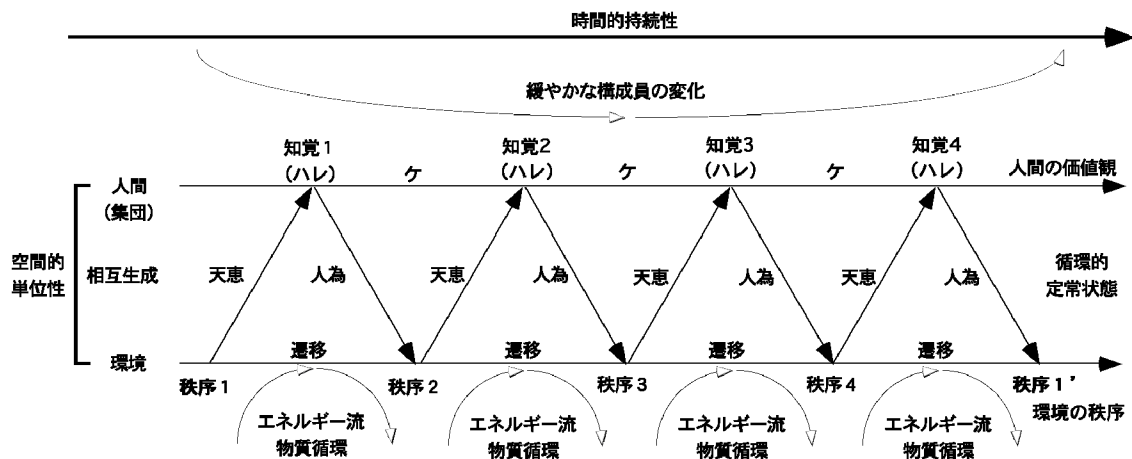 時間的持続性
緩やかな構成員の変化
知覚1
(ハレ)
ケ
知覚2
(ハレ)
ケ
知覚3
(ハレ)
ケ
知覚4
(ハレ)
人間の価値観
人間
(集団)
空間的
単位性
相互生成
天恵
人為
天恵
人為
天恵
人為
天恵
人為
循環的
定常状態
環境
遷移
遷移
遷移
遷移
秩序1
秩序2
秩序3
秩序4
秩序1’
環境の秩序
エネルギー流
物質循環
エネルギー流
物質循環
エネルギー流
物質循環
エネルギー流
物質循環